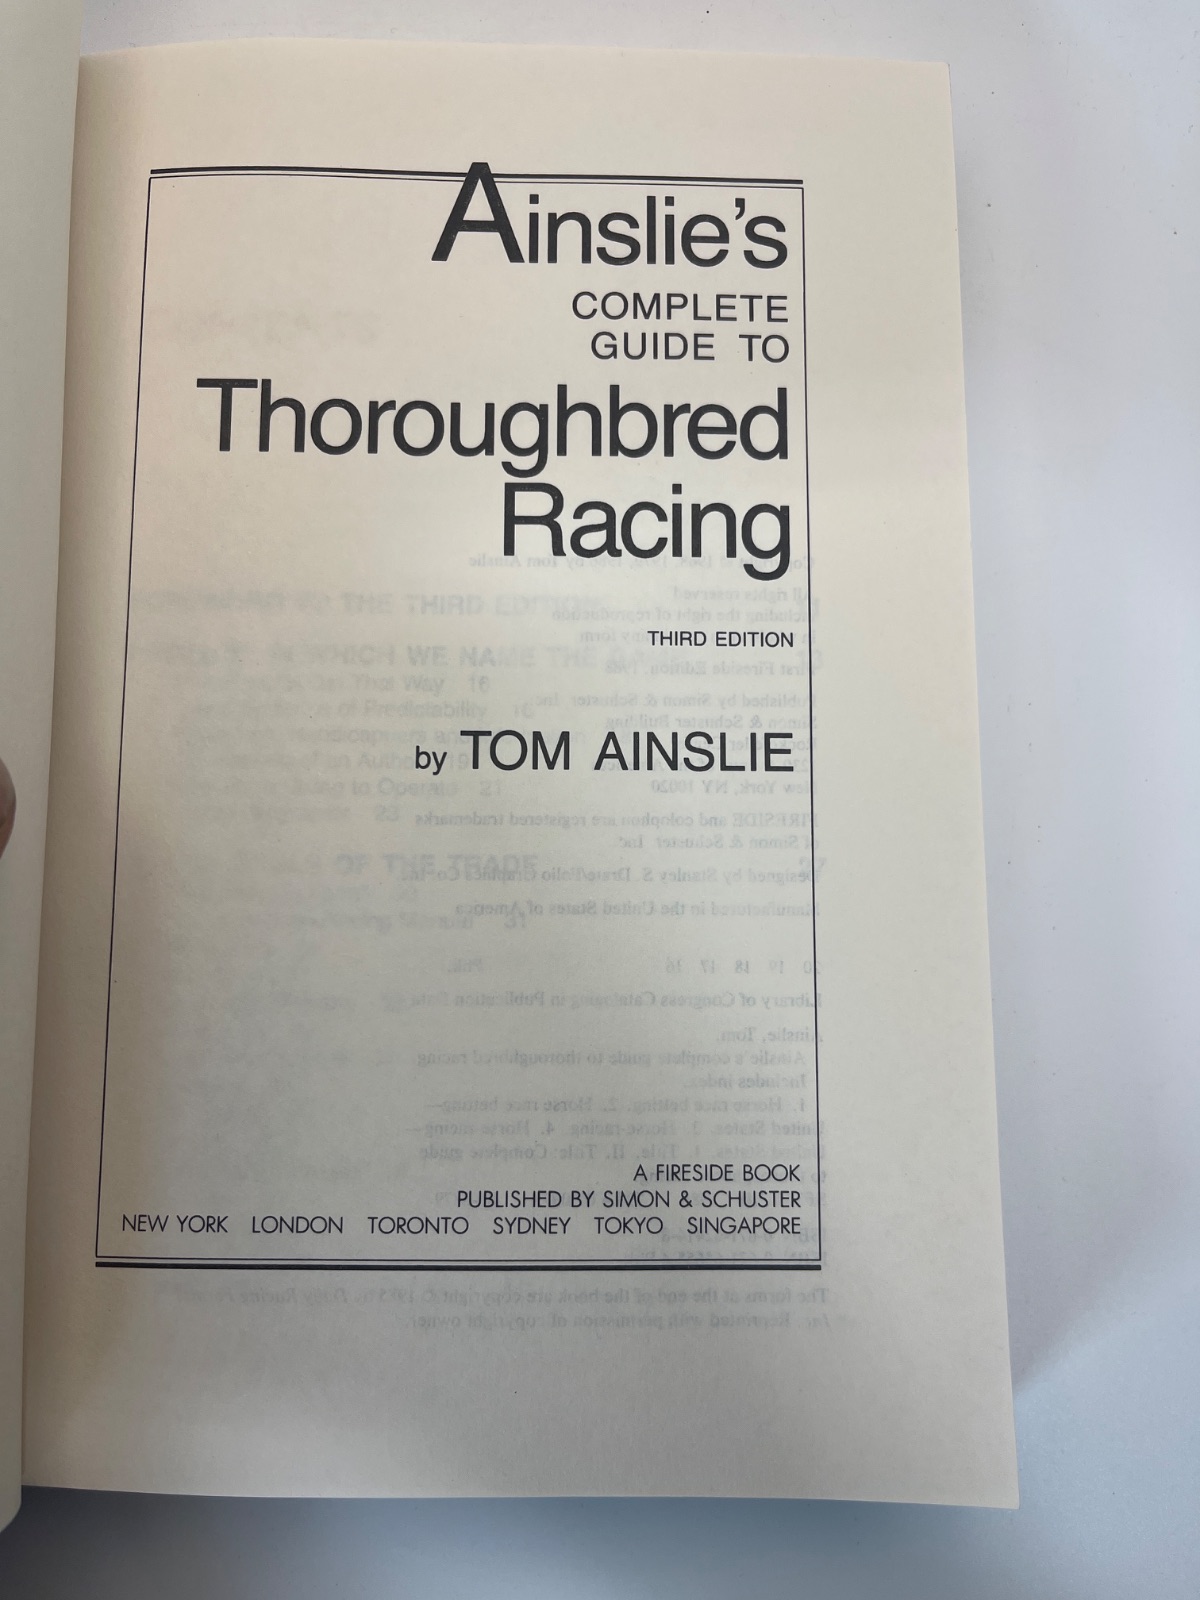 Ainslie's
COMPLETE
GUIDE TO
Thoroughbred
Racing
THIRD EDITION
by TOM AINSLIE
A FIRESIDE BOOK
PUBLISHED BY SIMON & SCHUSTER
NEW YORK LONDON TORONTO SYDNEY TOKYO SINGAPORE